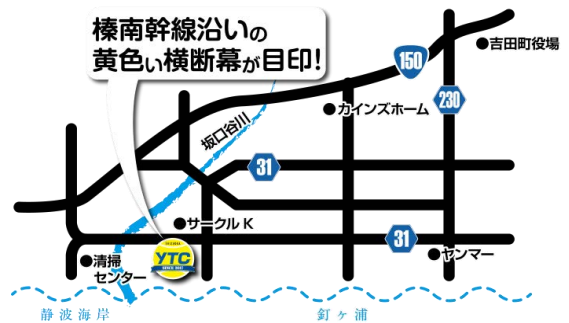 榛南幹線沿いの
黄色い横断幕が目印!
150
吉田町役場
230
カインズホーム
坂口谷川
31
サークルK
31
YTC
ヤンマー
清掃
センター
静波海岸
釘ヶ浦